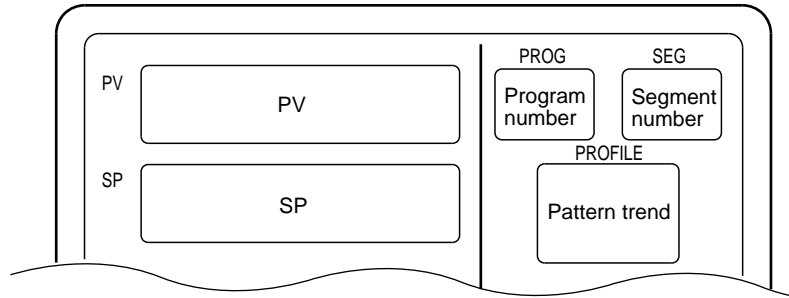 PV
PV
SP
SP
PROG
SEG
Program
number
Segment
number
PROFILE
Pattern trend